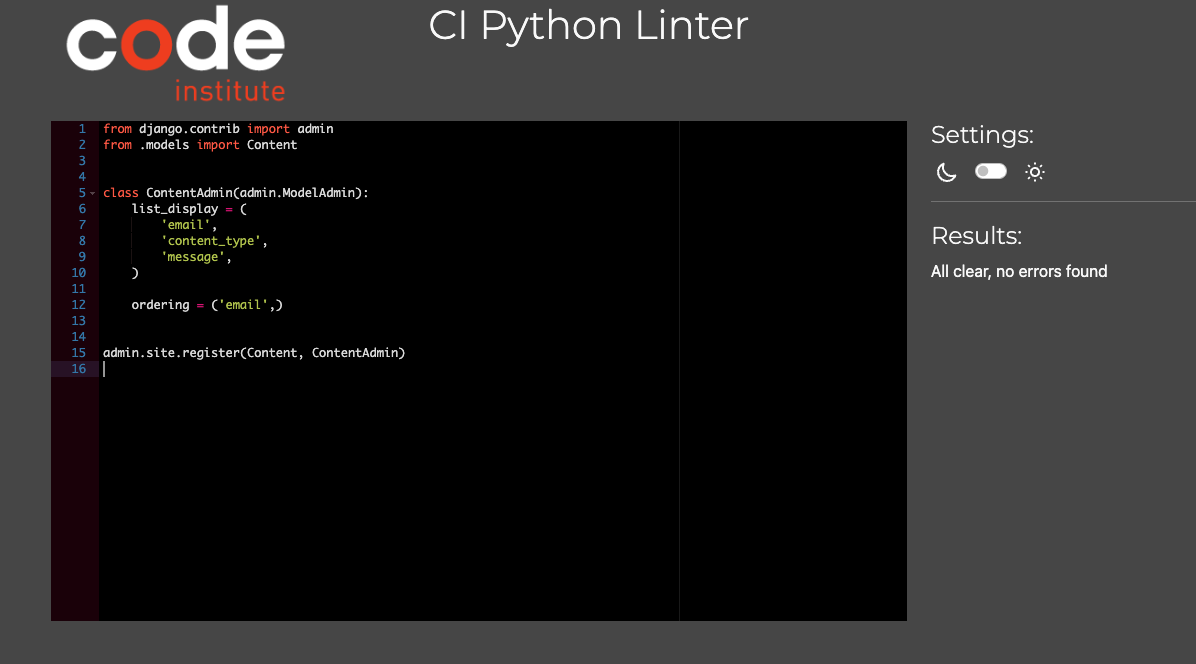 code
institute
CI Python Linter
1 from django.contrib import admin
2 from .models import Content
3
4
5 class ContentAdmin(admin.ModelAdmin):
6     list_display = (
7         'email',
8         'content_type',
9         'message',
10     )
11
12     ordering = ('email',)
13
14
15 admin.site.register(Content, ContentAdmin)
16
Settings:
Results:
All clear, no errors found